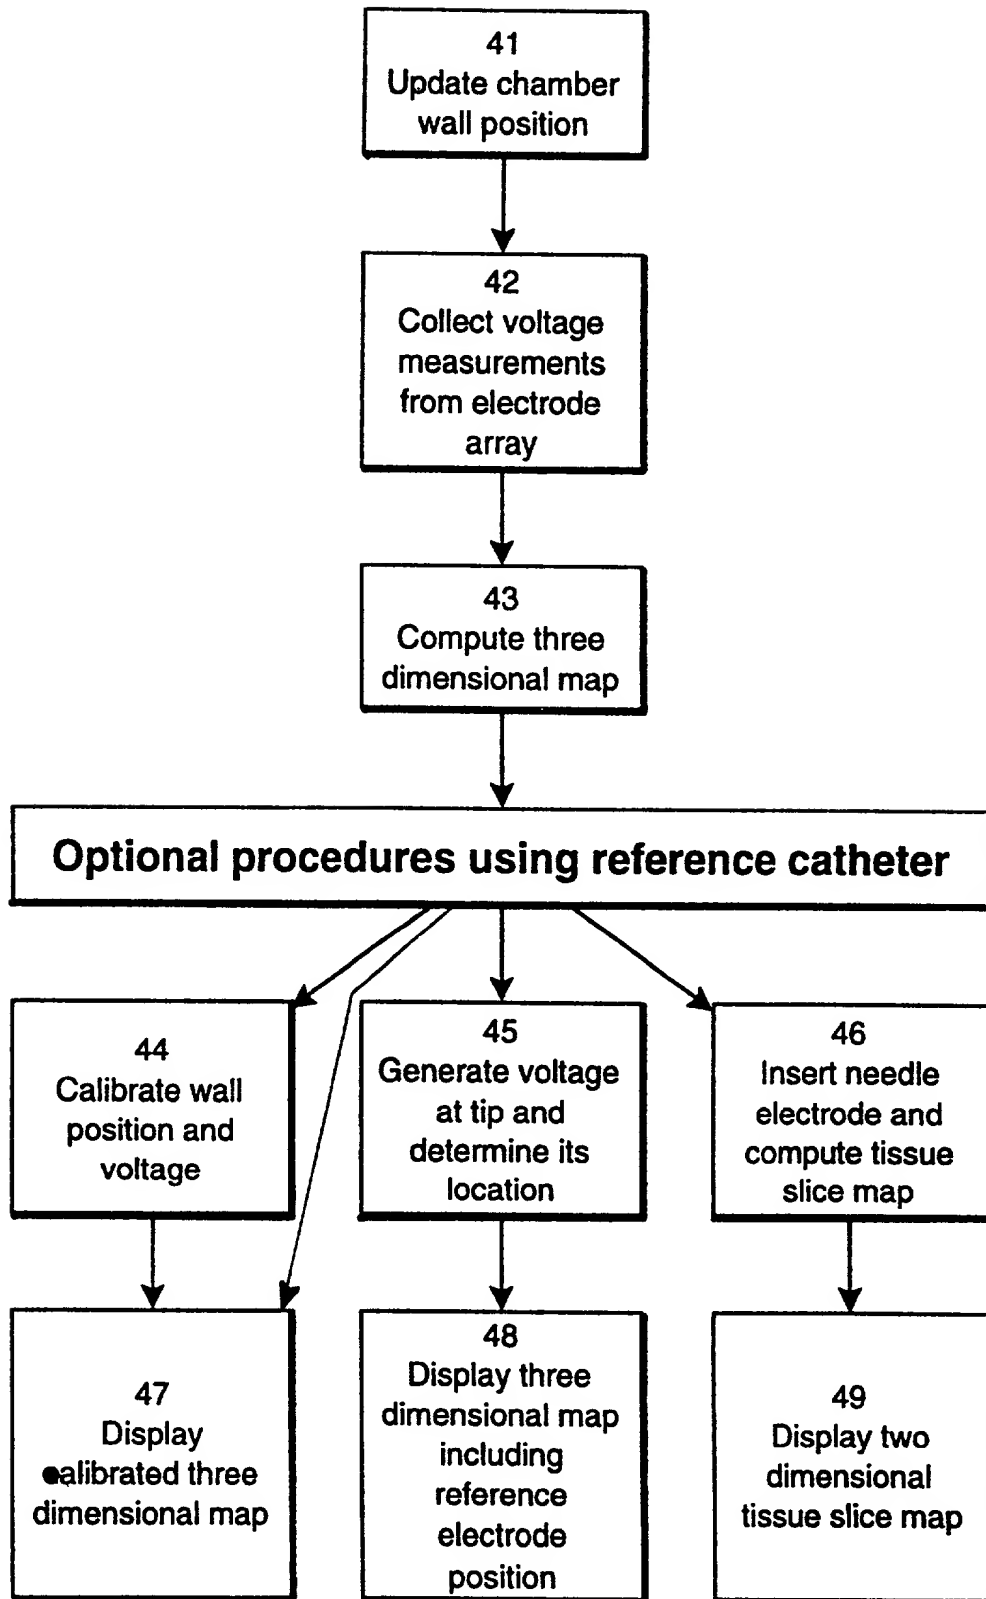 41
Update chamber
wall position
42
Collect voltage
measurements
from electrode
array
43
Compute three
dimensional map
Optional procedures using reference catheter
44
Calibrate wall
position and
voltage
45
Generate voltage
at tip and
determine its
location
46
Insert needle
electrode and
compute tissue
slice map
47
Display
calibrated three
dimensional map
48
Display three
dimensional map
including
reference
electrode
position
49
Display two
dimensional
tissue slice map